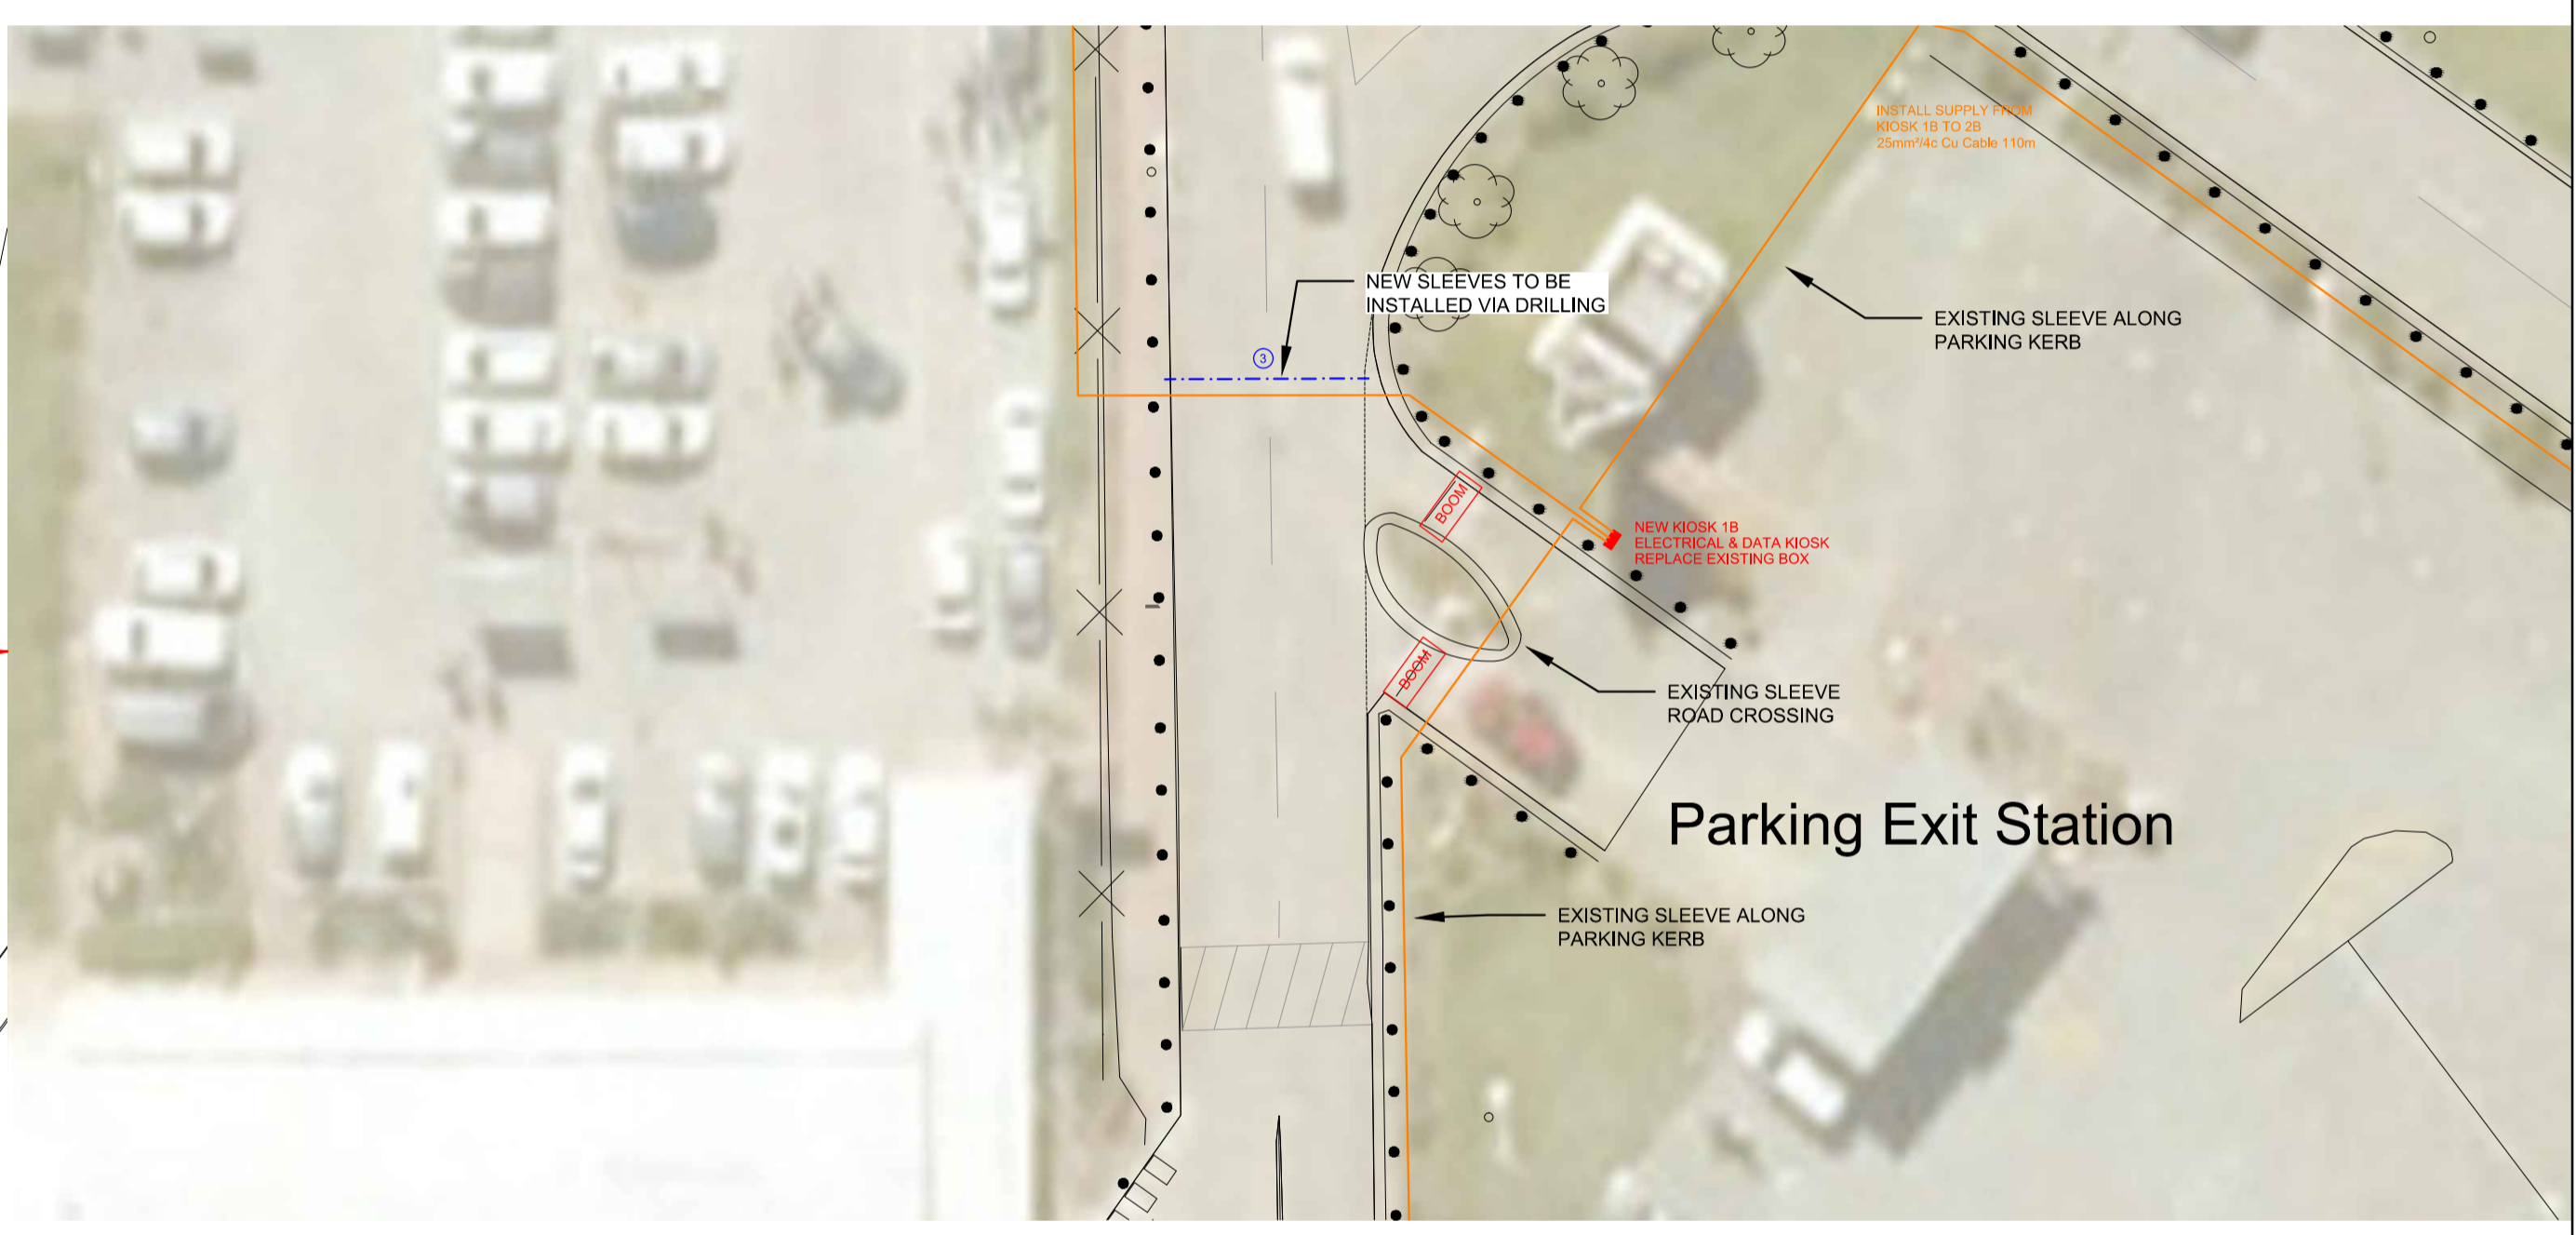 INSTALL SUPPLY FROM
KIOSK 1B TO 2B
25mm²/4c Cu Cable 110m
NEW SLEEVES TO BE
INSTALLED VIA DRILLING
EXISTING SLEEVE ALONG
PARKING KERB
3
BOOM
NEW KIOSK 1B
ELECTRICAL & DATA KIOSK
REPLACE EXISTING BOX
BOOM
EXISTING SLEEVE
ROAD CROSSING
Parking Exit Station
EXISTING SLEEVE ALONG
PARKING KERB